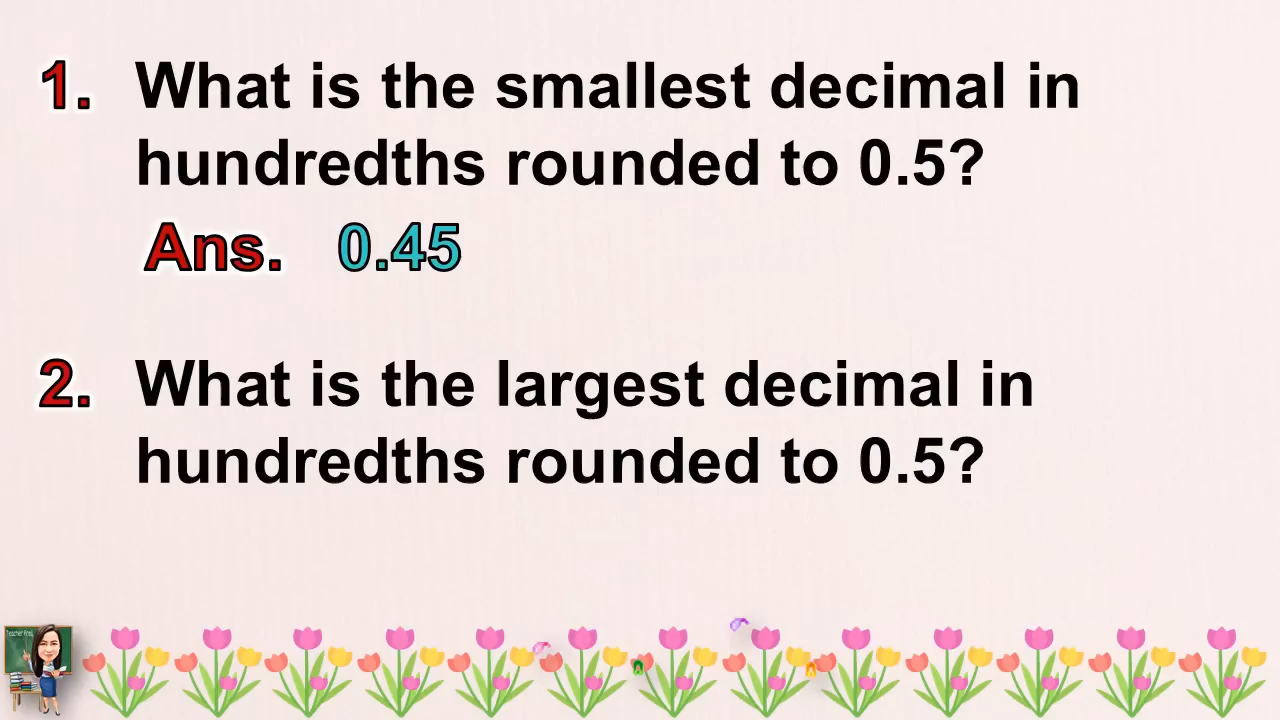 1. What is the smallest decimal in
hundredths rounded to 0.5?
Ans. 0.45
2. What is the largest decimal in
hundredths rounded to 0.5?